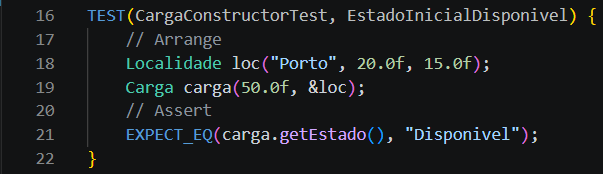 16 TEST(CargaConstructorTest, EstadoInicialDisponivel) {
17     // Arrange
18     Localidade loc("Porto", 20.0f, 15.0f);
19     Carga carga(50.0f, &loc);
20     // Assert
21     EXPECT_EQ(carga.getEstado(), "Disponivel");
22 }